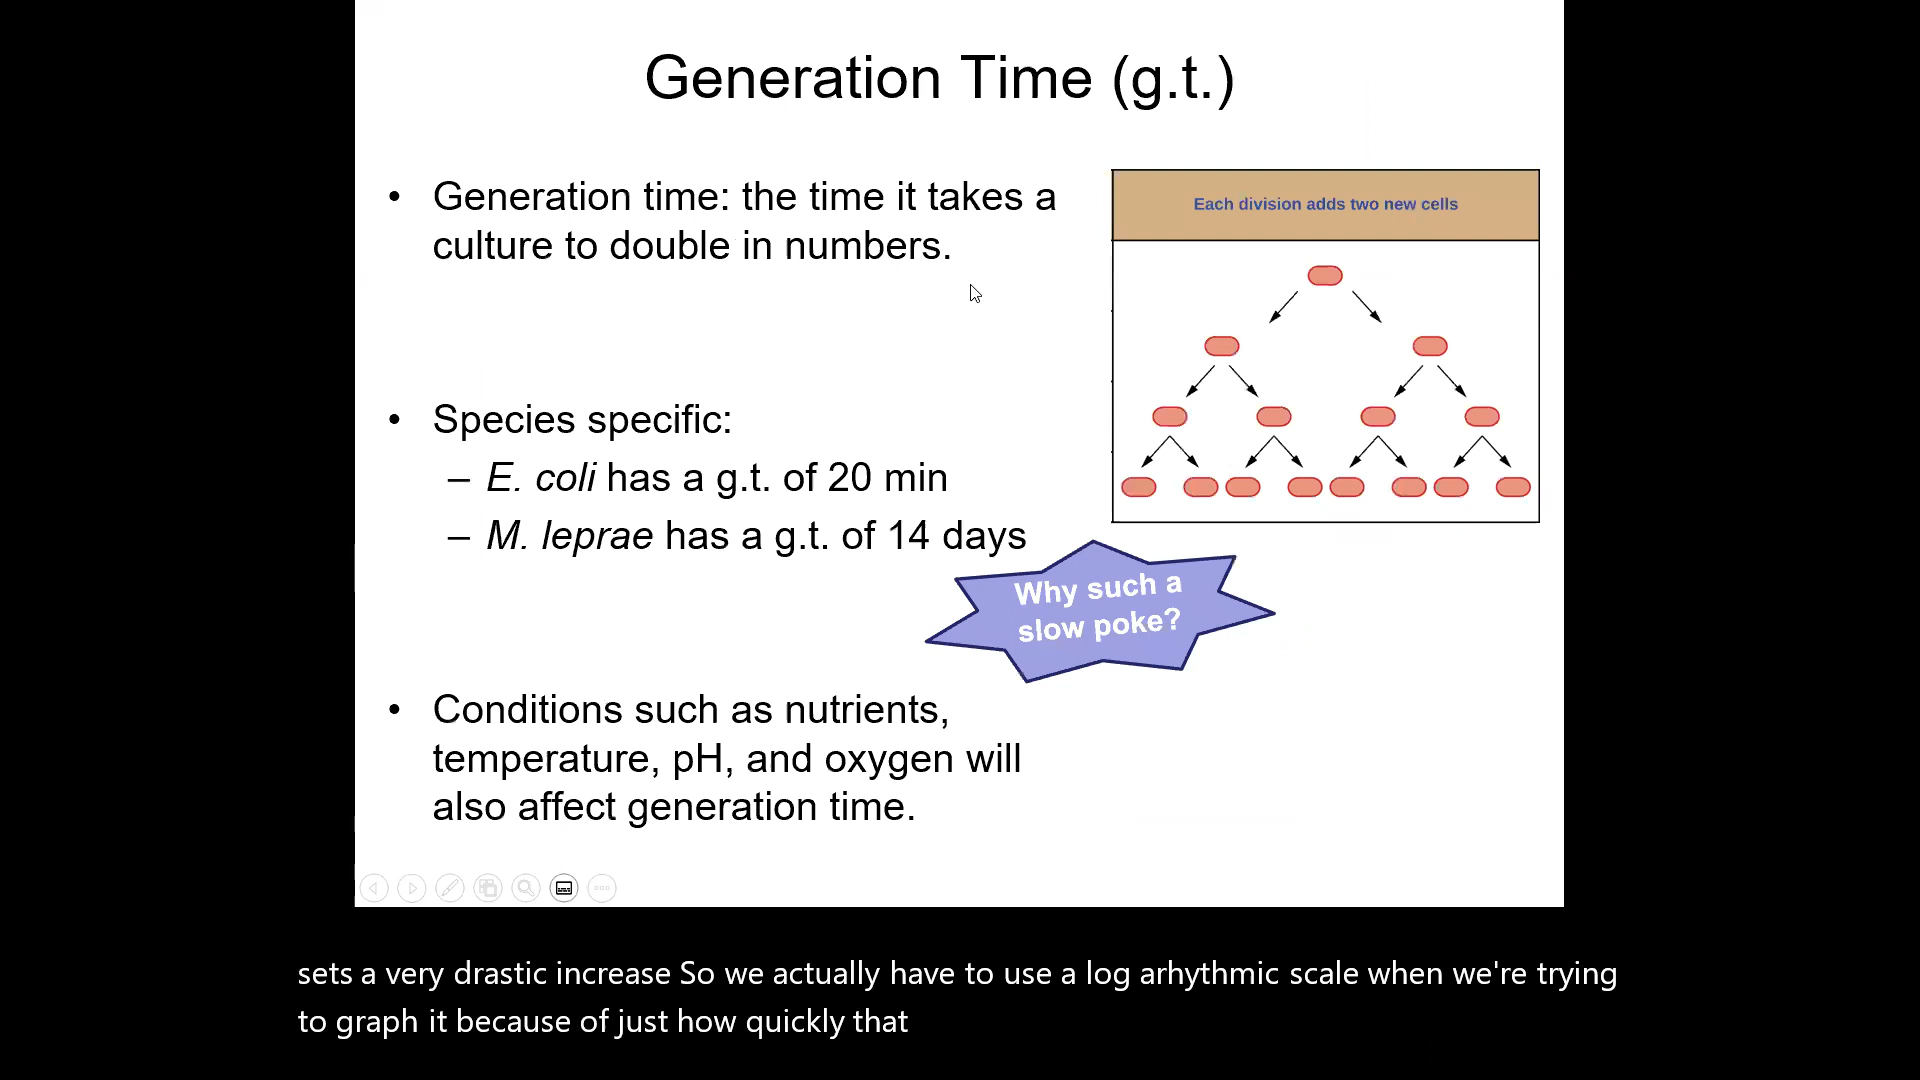 Generation Time (g.t.)
• Generation time: the time it takes a
culture to double in numbers.
Each division adds two new cells
• Species specific:
– E. coli has a g.t. of 20 min
– M. leprae has a g.t. of 14 days
Why such a
slow poke?
• Conditions such as nutrients,
temperature, pH, and oxygen will
also affect generation time.
sets a very drastic increase So we actually have to use a log arhythmic scale when we're trying
to graph it because of just how quickly that